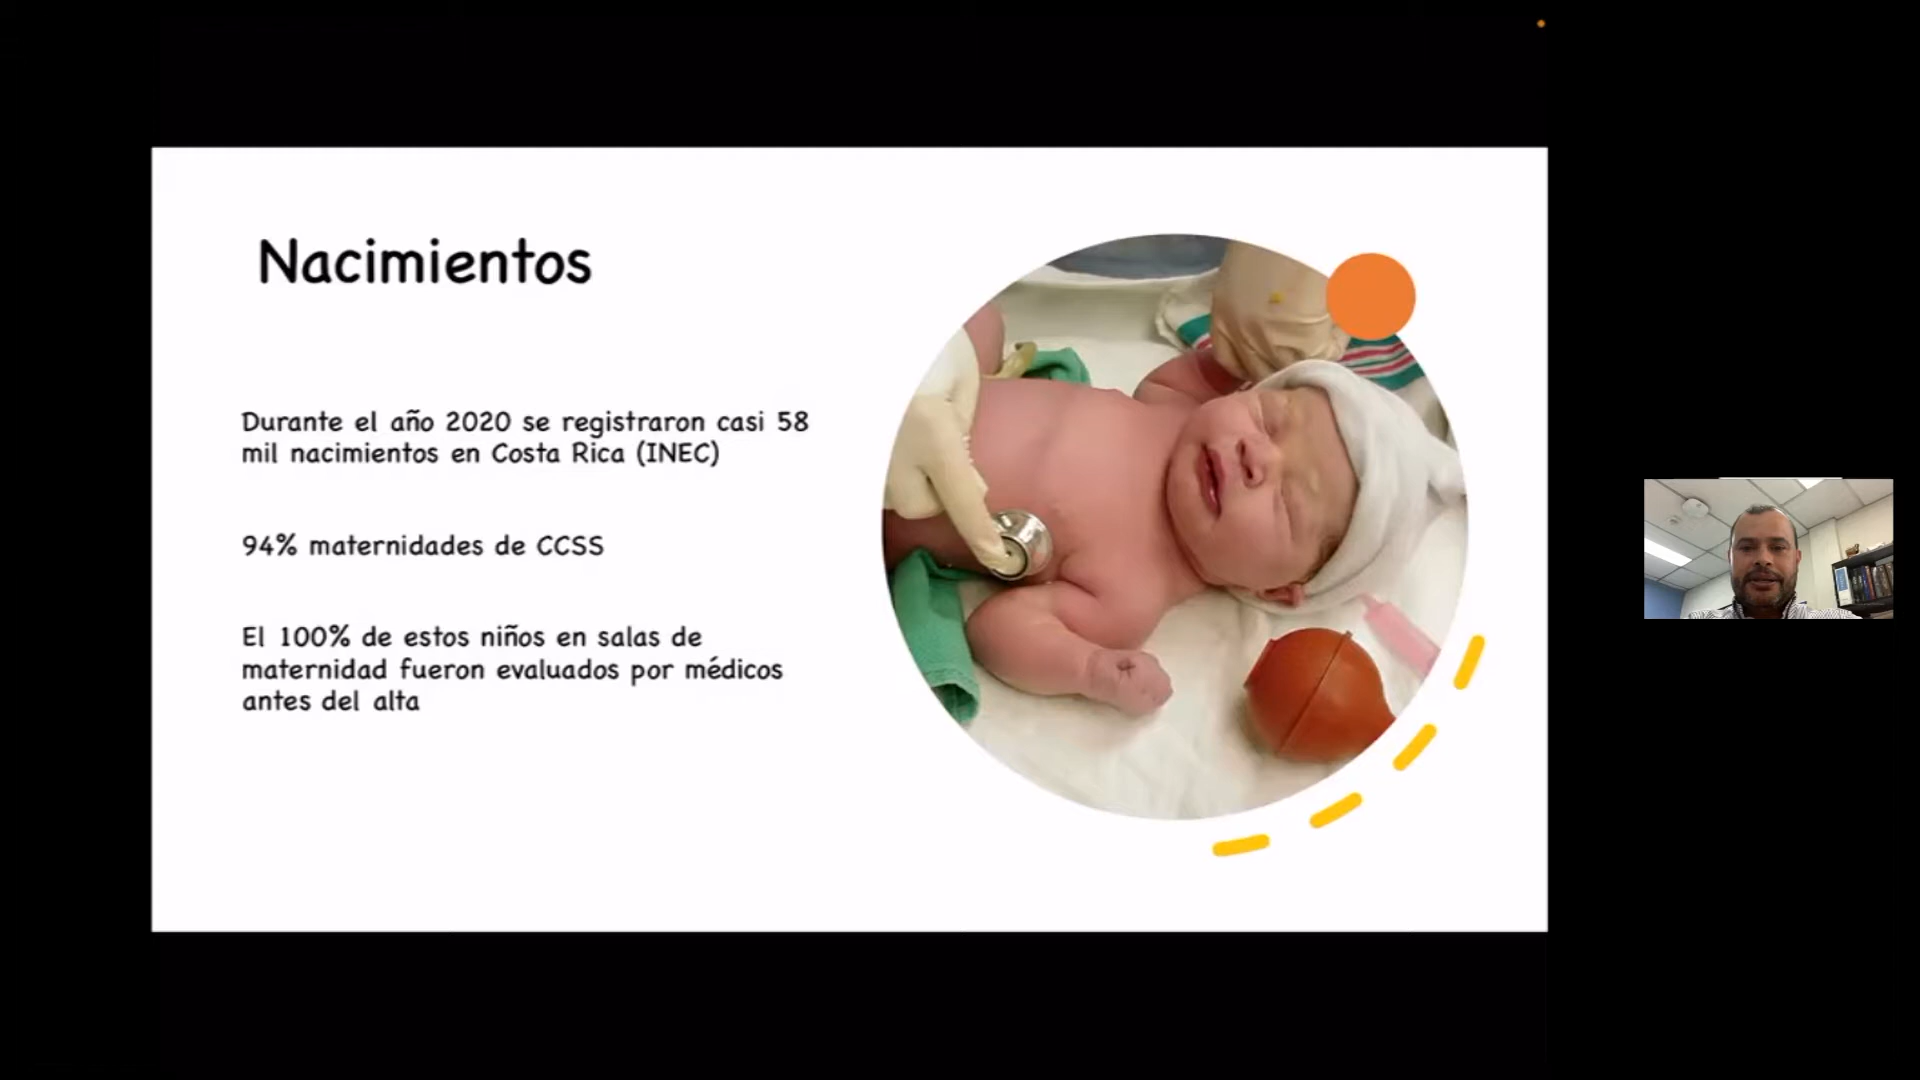 Nacimientos
Durante el año 2020 se registraron casi 58
mil nacimientos en Costa Rica (INEC)
94% maternidades de CCSS
El 100% de estos niños en salas de
maternidad fueron evaluados por médicos
antes del alta